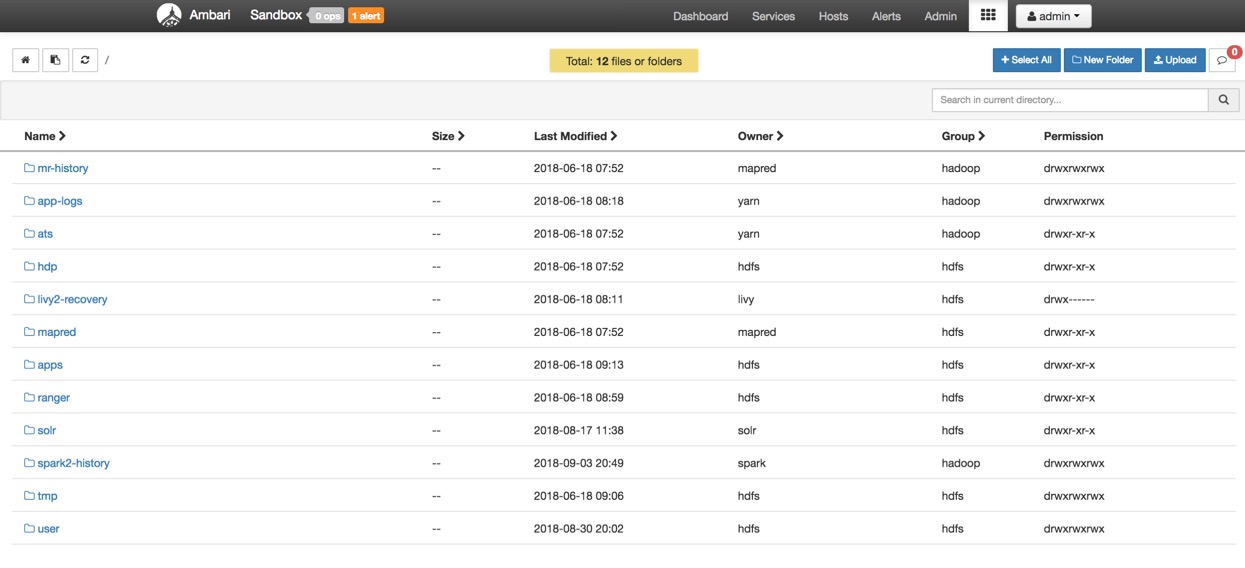 Ambari Sandbox 0 ops 1 alert Dashboard Services Hosts Alerts Admin admin
/ Total: 12 files or folders Select All New Folder Upload 0
Search in current directory...
Name Size Last Modified Owner Group Permission
mr-history -- 2018-06-18 07:52 mapred hadoop drwxrwxrwx
app-logs -- 2018-06-18 08:18 yarn hadoop drwxrwxrwx
ats -- 2018-06-18 07:52 yarn hadoop drwxr-xr-x
hdp -- 2018-06-18 07:52 hdfs hdfs drwxr-xr-x
livy2-recovery -- 2018-06-18 08:11 livy hdfs drwx------
mapred -- 2018-06-18 07:52 mapred hdfs drwxr-xr-x
apps -- 2018-06-18 09:13 hdfs hdfs drwxr-xr-x
ranger -- 2018-06-18 08:59 hdfs hdfs drwxr-xr-x
solr -- 2018-08-17 11:38 solr hdfs drwxr-xr-x
spark2-history -- 2018-09-03 20:49 spark hadoop drwxrwxrwx
tmp -- 2018-06-18 09:06 hdfs hdfs drwxrwxrwx
user -- 2018-08-30 20:02 hdfs hdfs drwxrwxrwx